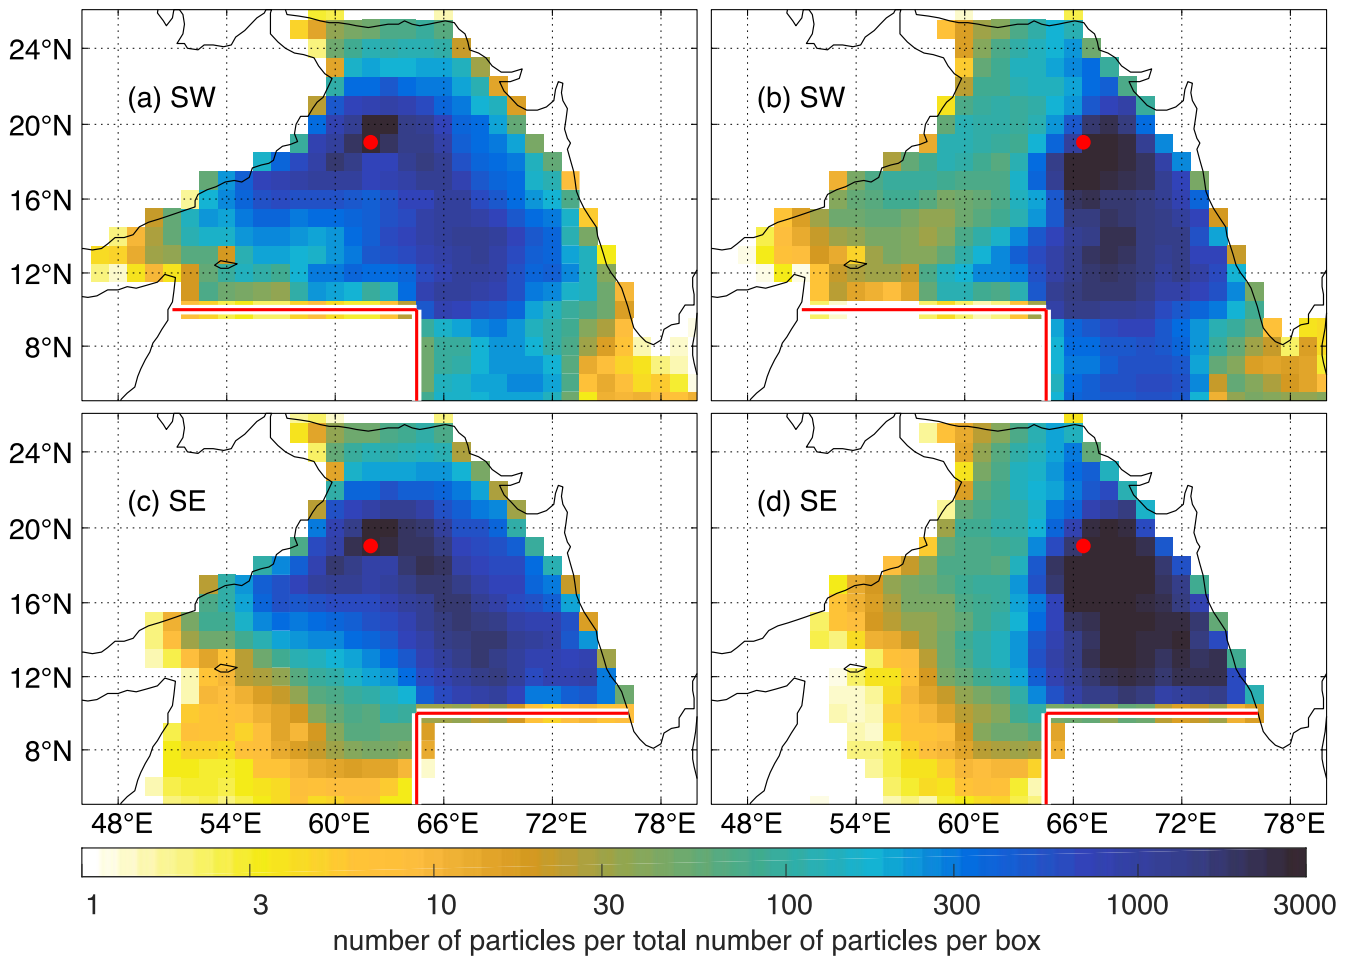 24°N
20°N
16°N
12°N
8°N
(a) SW
(b) SW
24°N
20°N
16°N
12°N
8°N
(c) SE
(d) SE
48°E 54°E 60°E 66°E 72°E 78°E
48°E 54°E 60°E 66°E 72°E 78°E
1 3 10 30 100 300 1000 3000
number of particles per total number of particles per box